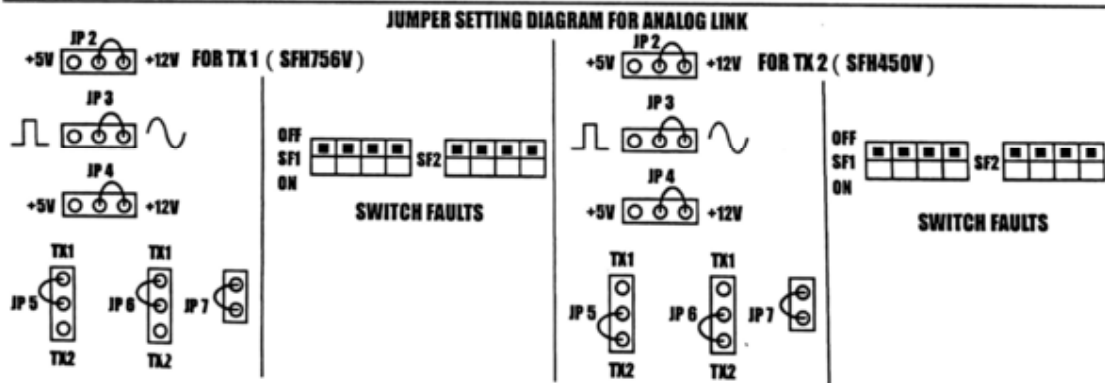 JUMPER SETTING DIAGRAM FOR ANALOG LINK
JP 2
+5V +12V FOR TX 1 ( SFH756V)
JP 3
JP 4
+5V +12V
TX1 TX1
JP 5 JP 6 JP 7
TX2 TX2
OFF
SF1 SF2
ON
SWITCH FAULTS
JP 2
+5V +12V FOR TX 2 ( SFH450V)
JP 3
JP 4
+5V +12V
TX1 TX1
JP 5 JP 6 JP 7
TX2 TX2
OFF
SF1 SF2
ON
SWITCH FAULTS